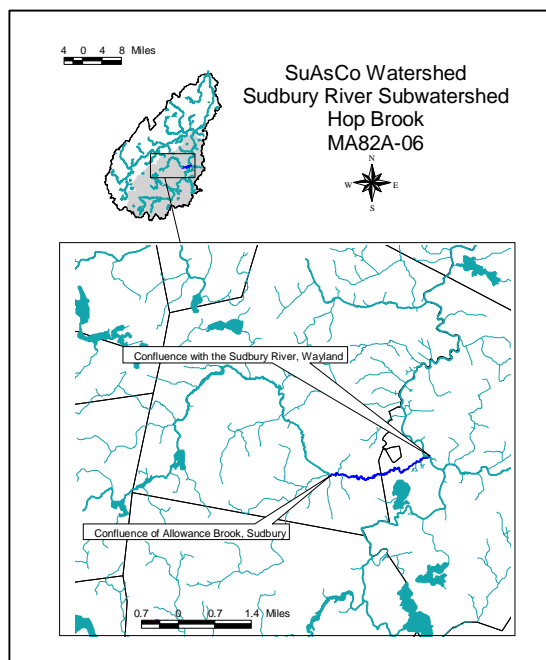 4 0 4 8 Miles
SuAsCo Watershed
Sudbury River Subwatershed
Hop Brook
MA82A-06
N
W E
S
Confluence with the Sudbury River, Wayland
Confluence of Allowance Brook, Sudbury
0.7 0 0.7 1.4 Miles